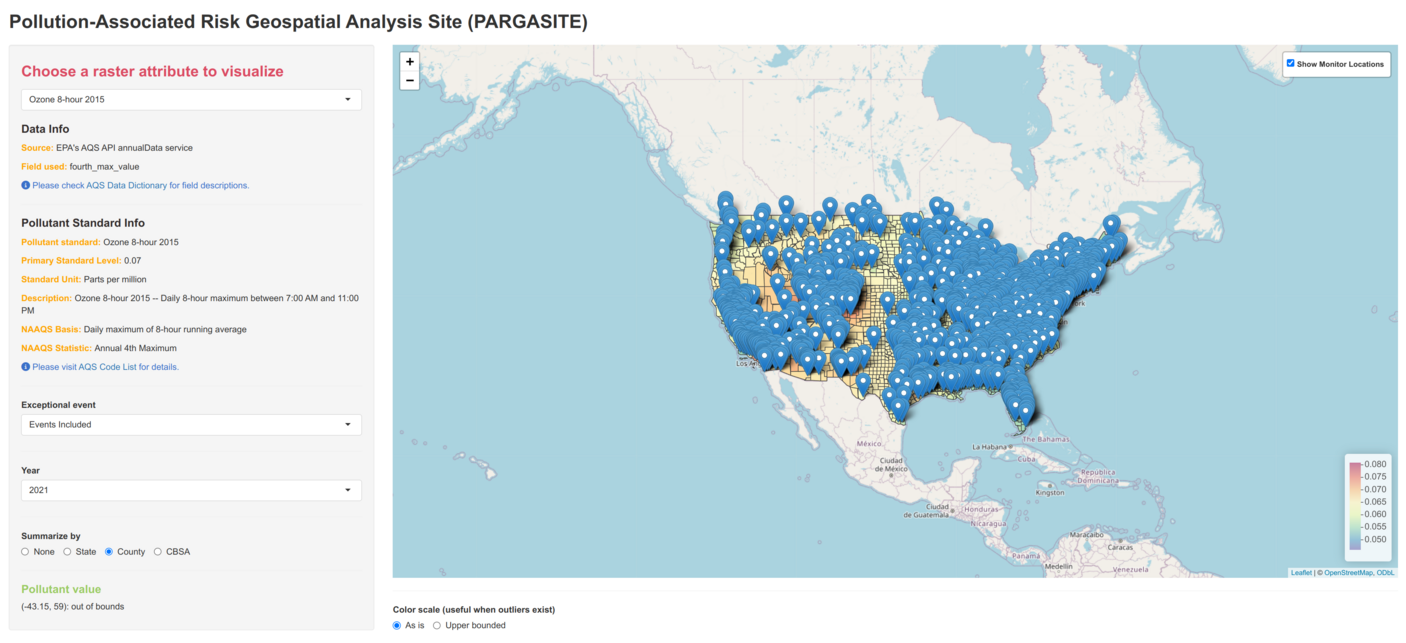 Pollution-Associated Risk Geospatial Analysis Site (PARGASITE)
Choose a raster attribute to visualize
Ozone 8-hour 2015
Data Info
Source: EPA's AQS API annualData service
Field used: fourth_max_value
Please check AQS Data Dictionary for field descriptions.
Pollutant Standard Info
Pollutant standard: Ozone 8-hour 2015
Primary Standard Level: 0.07
Standard Unit: Parts per million
Description: Ozone 8-hour 2015 -- Daily 8-hour maximum between 7:00 AM and 11:00
PM
NAAQS Basis: Daily maximum of 8-hour running average
NAAQS Statistic: Annual 4th Maximum
Please visit AQS Code List for details.
Exceptional event
Events Included
Year
2021
Summarize by
None State County CBSA
Pollutant value
(-43.15, 59): out of bounds
+
−
Show Monitor Locations
México
Ciudad
de México
La Habana
The Bahamas
Cuba
República
Dominicana
Kingston
Ciudad
de Guatemala
Honduras
Nicaragua
Maracaibo
Caracas
Panamá
Medellín
Venezuela
0.080
0.075
0.070
0.065
0.060
0.055
0.050
Leaflet | © OpenStreetMap, ODbL
Color scale (useful when outliers exist)
As is Upper bounded